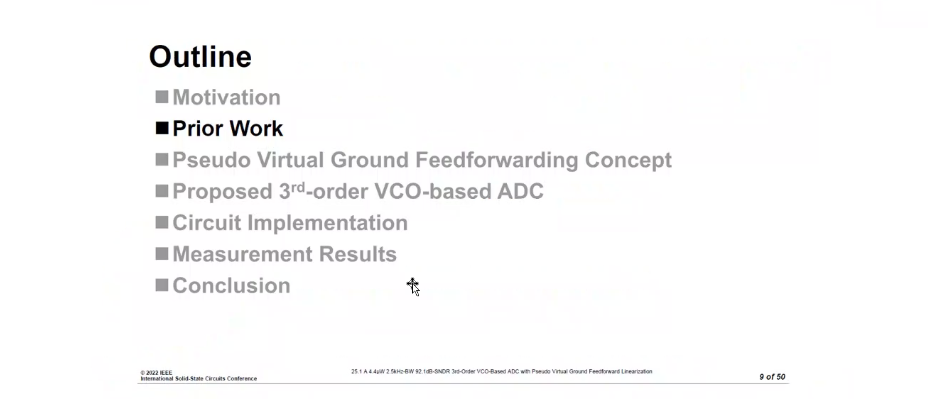 Outline
Motivation
Prior Work
Pseudo Virtual Ground Feedforwarding Concept
Proposed 3rd-order VCO-based ADC
Circuit Implementation
Measurement Results
Conclusion
© 2022 IEEE
International Solid-State Circuits Conference
25.1 A 4.4µW 2.5kHz-BW 92.1dB-SNDR 3rd-Order VCO-Based ADC with Pseudo Virtual Ground Feedforward Linearization
9 of 50